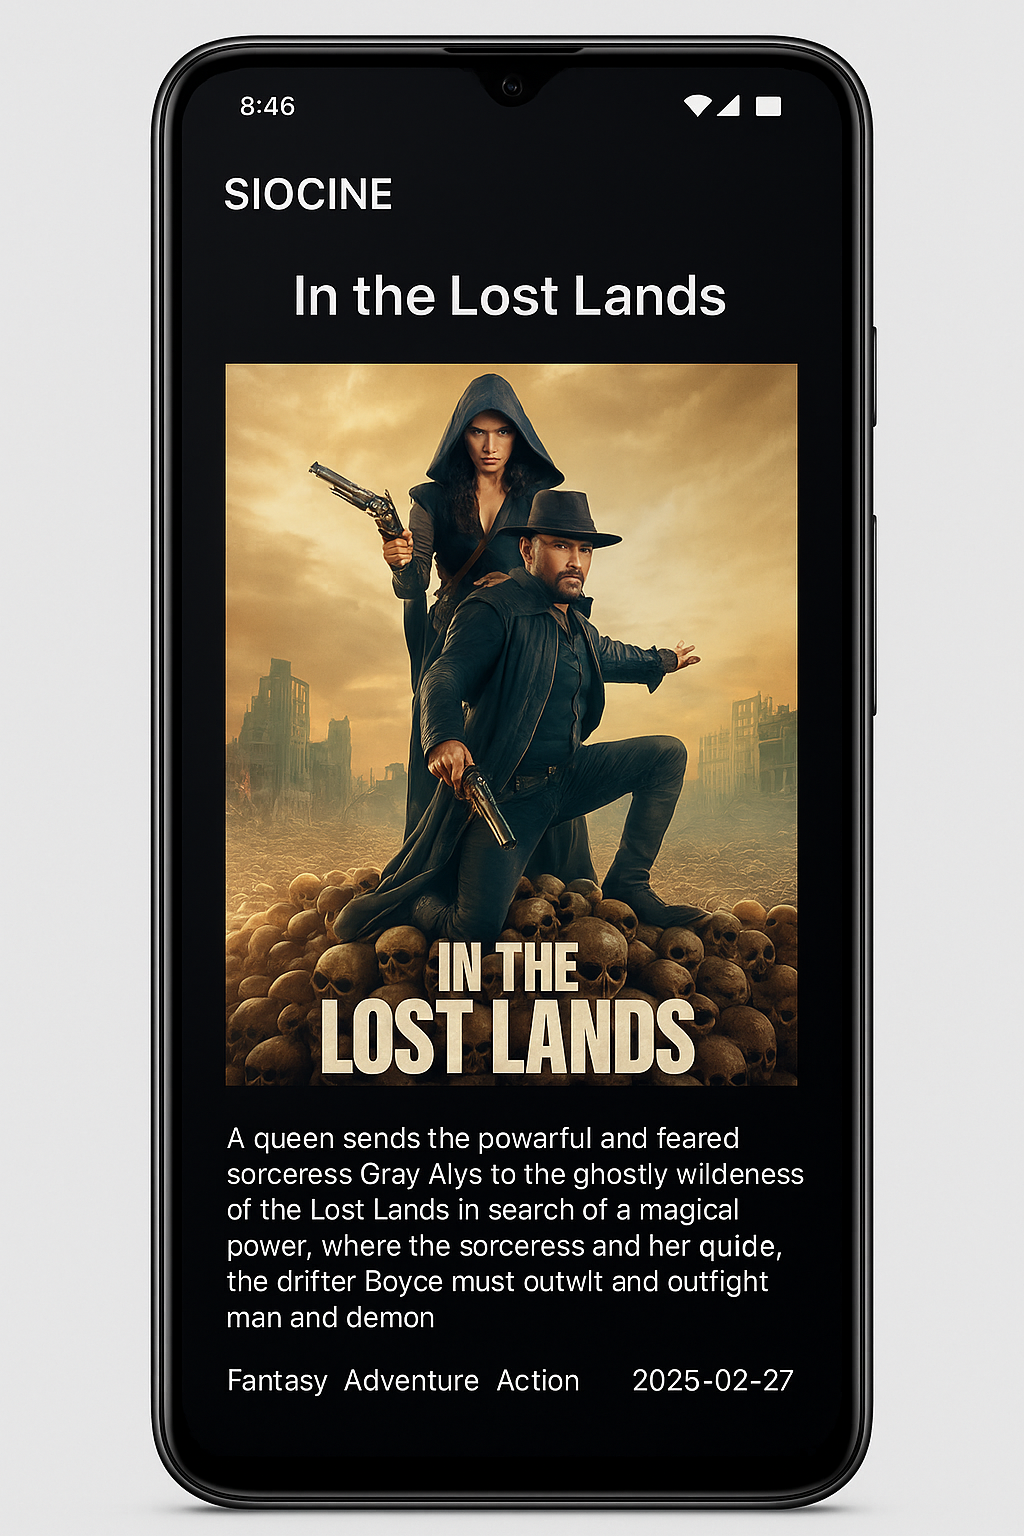 8:46
SIOCINE
In the Lost Lands
IN THE
LOST LANDS
A queen sends the powarful and feared
sorceress Gray Alys to the ghostly wildeness
of the Lost Lands in search of a magical
power, where the sorceress and her quide,
the drifter Boyce must outwlt and outfight
man and demon
Fantasy Adventure Action 2025-02-27